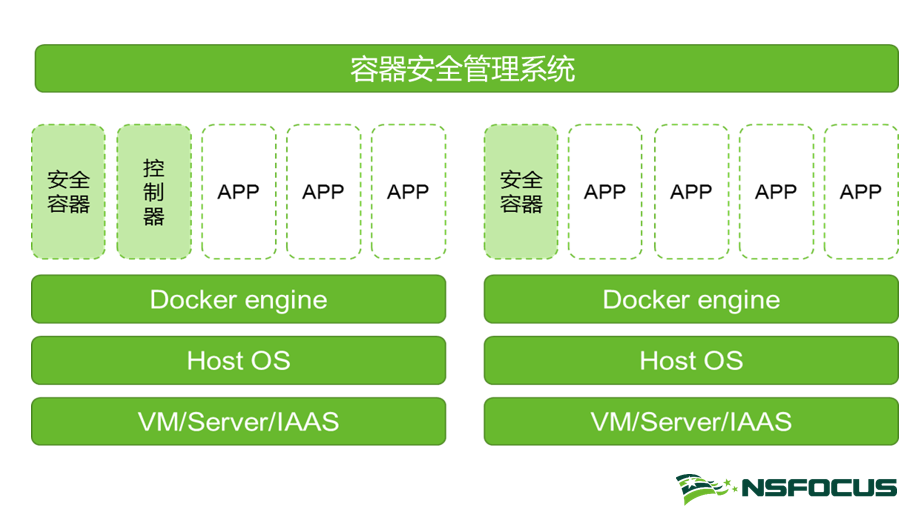 容器安全管理系统
安全
容器
控
制
器
APP
APP
APP
安全
容器
APP
APP
APP
APP
Docker engine
Docker engine
Host OS
Host OS
VM/Server/IAAS
VM/Server/IAAS
NSFOCUS